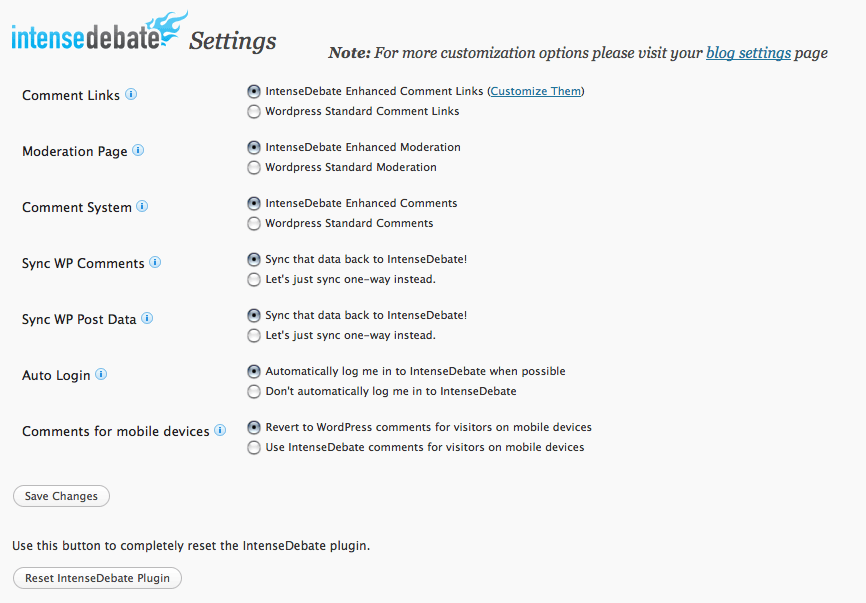 intensedebate Settings
Note: For more customization options please visit your blog settings page
Comment Links
IntenseDebate Enhanced Comment Links (Customize Them)
Wordpress Standard Comment Links
Moderation Page
IntenseDebate Enhanced Moderation
Wordpress Standard Moderation
Comment System
IntenseDebate Enhanced Comments
Wordpress Standard Comments
Sync WP Comments
Sync that data back to IntenseDebate!
Let's just sync one-way instead.
Sync WP Post Data
Sync that data back to IntenseDebate!
Let's just sync one-way instead.
Auto Login
Automatically log me in to IntenseDebate when possible
Don't automatically log me in to IntenseDebate
Comments for mobile devices
Revert to WordPress comments for visitors on mobile devices
Use IntenseDebate comments for visitors on mobile devices
Save Changes
Use this button to completely reset the IntenseDebate plugin.
Reset IntenseDebate Plugin